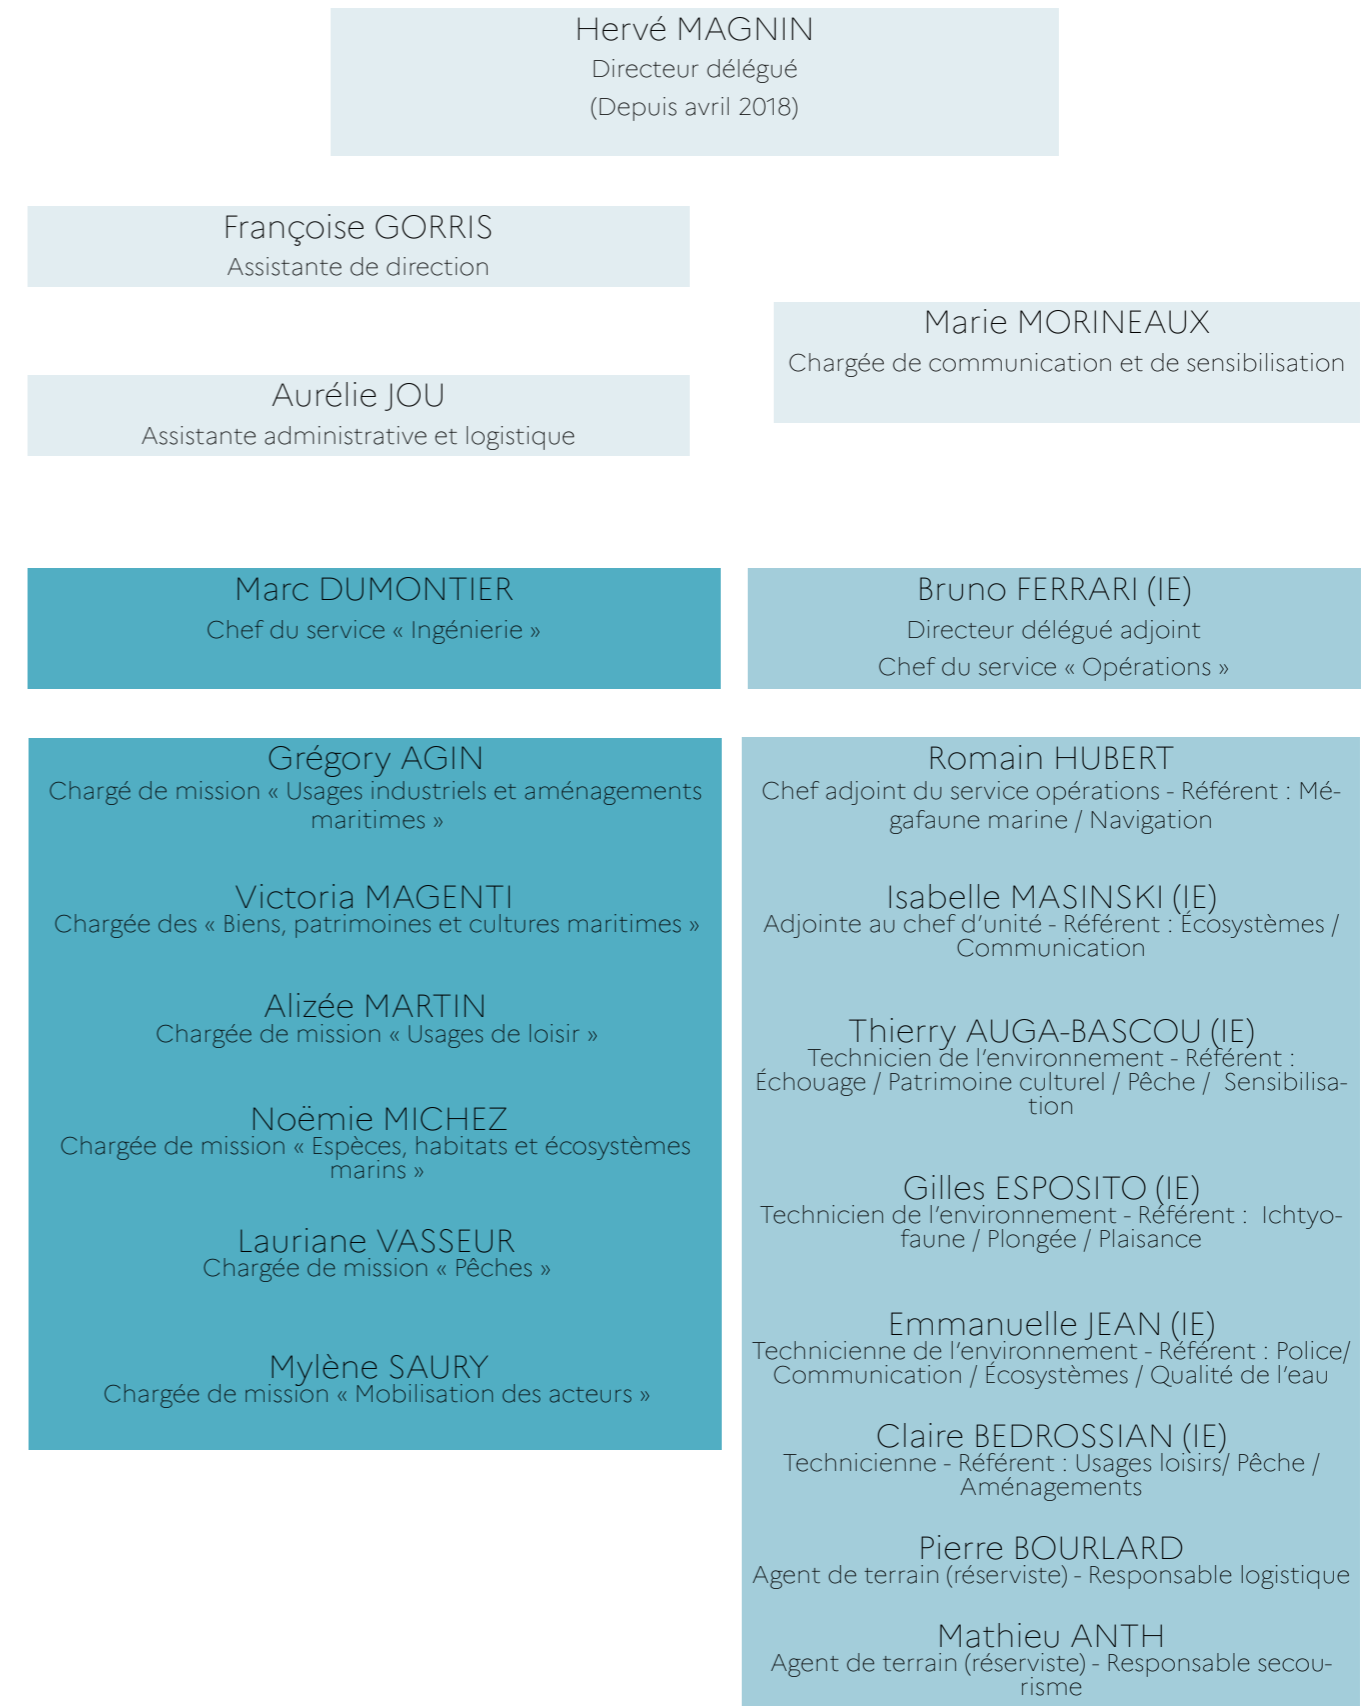 Hervé MAGNIN
Directeur délégué
(Depuis avril 2018)
Françoise GORRIS
Assistante de direction
Marie MORINEAUX
Chargée de communication et de sensibilisation
Aurélie JOU
Assistante administrative et logistique
Marc DUMONTIER
Chef du service « Ingénierie »
Bruno FERRARI (IE)
Directeur délégué adjoint
Chef du service « Opérations »
Grégory AGIN
Chargé de mission « Usages industriels et aménagements
maritimes »
Victoria MAGENTI
Chargée des « Biens, patrimoines et cultures maritimes »
Alizée MARTIN
Chargée de mission « Usages de loisir »
Noëmie MICHEZ
Chargée de mission « Espèces, habitats et écosystèmes
marins »
Lauriane VASSEUR
Chargée de mission « Pêches »
Mylène SAURY
Chargée de mission « Mobilisation des acteurs »
Romain HUBERT
Chef adjoint du service opérations - Référent : Mé-
gafaune marine / Navigation
Isabelle MASINSKI (IE)
Adjointe au chef d’unité - Référent : Écosystèmes /
Communication
Thierry AUGA-BASCOU (IE)
Technicien de l’environnement - Référent :
Échouage / Patrimoine culturel / Pêche / Sensibilisa-
tion
Gilles ESPOSITO (IE)
Technicien de l’environnement - Référent : Ichtyo-
faune / Plongée / Plaisance
Emmanuelle JEAN (IE)
Technicienne de l’environnement - Référent : Police/
Communication / Écosystèmes / Qualité de l’eau
Claire BEDROSSIAN (IE)
Technicienne - Référent : Usages loisirs/ Pêche /
Aménagements
Pierre BOURLARD
Agent de terrain (réserviste) - Responsable logistique
Mathieu ANTH
Agent de terrain (réserviste) - Responsable secou-
risme